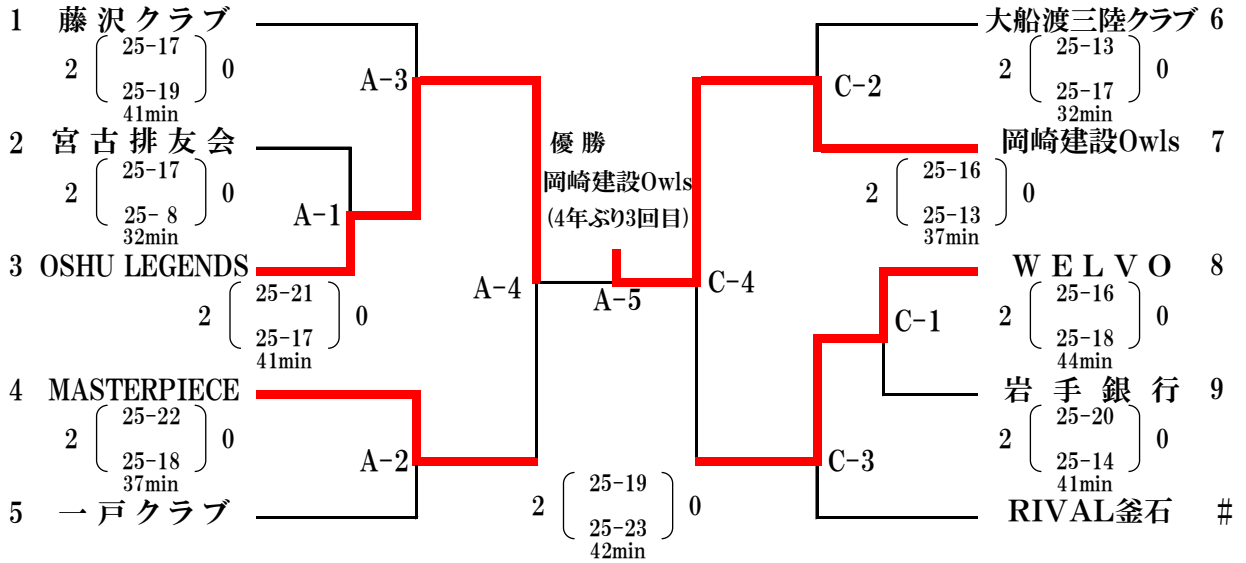 1 藤沢クラブ
25-17
2 0
25-19
41min
A-3
2 宮古排友会
25-17
2 0
25- 8
32min
A-1
3 OSHU LEGENDS
25-21
2 0
25-17
41min
A-4
4 MASTERPIECE
25-22
2 0
25-18
37min
A-2
5 一戸クラブ
優勝
岡崎建設Owls
(4年ぶり3回目)
A-5
25-19
2 0
25-23
42min
大船渡三陸クラブ 6
25-13
2 0
25-17
32min
C-2
岡崎建設Owls 7
25-16
2 0
25-13
37min
C-4
WELVO 8
25-16
2 0
25-18
44min
C-1
岩手銀行 9
25-20
2 0
25-14
41min
C-3
RIVAL釜石 #